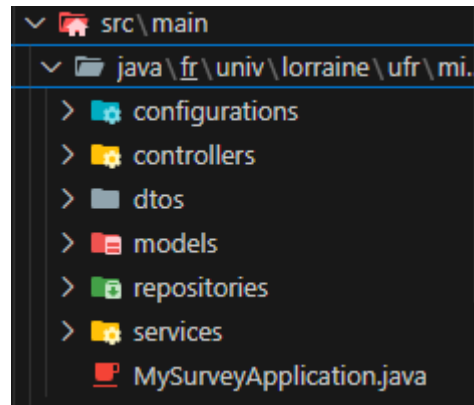 src\main
java\fr\univ\lorraine\ufr\mi.
configurations
controllers
dtos
models
repositories
services
MySurveyApplication.java